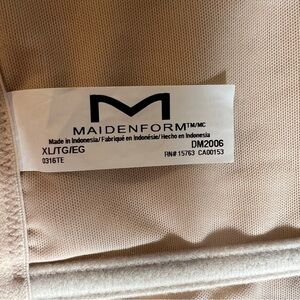 M
MAIDENFORM™/MC
Made in Indonesia/ Fabriqué en Indonésie/ Hecho en Indonesia
XL/TG/EG DM2006
0316TE RN# 15763 CA00153